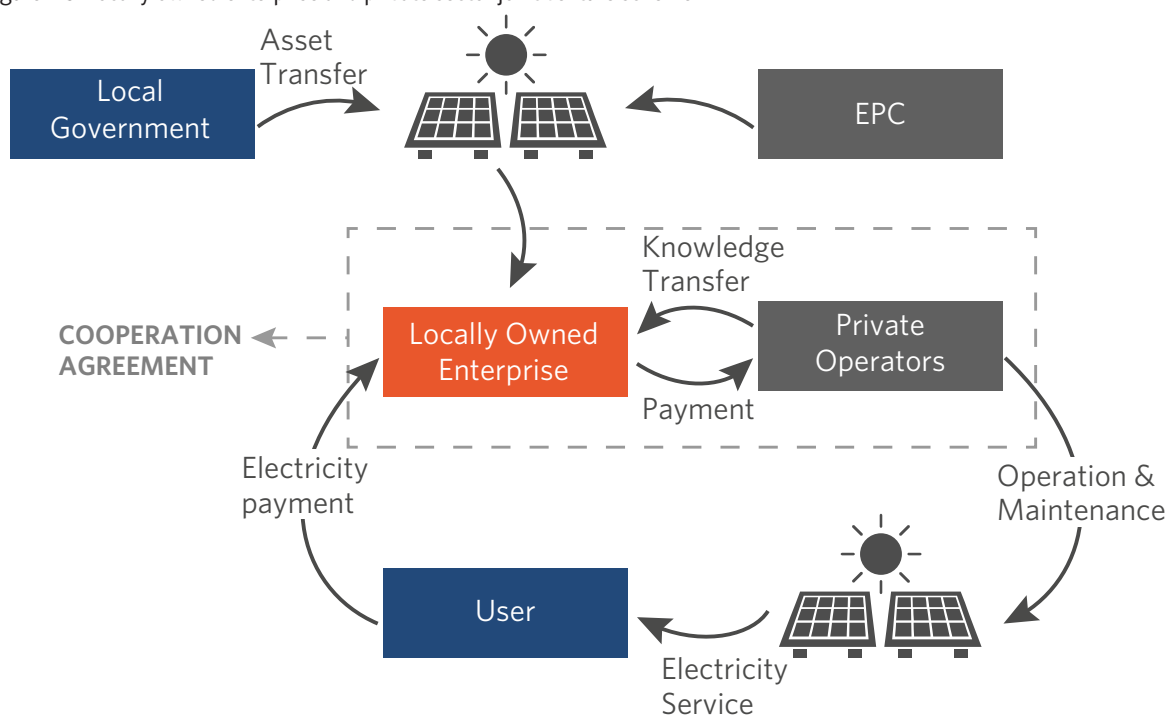 Asset
Transfer
Local
Government
EPC
Knowledge
Transfer
COOPERATION
AGREEMENT
Locally Owned
Enterprise
Private
Operators
Payment
Electricity
payment
Operation &
Maintenance
User
Electricity
Service